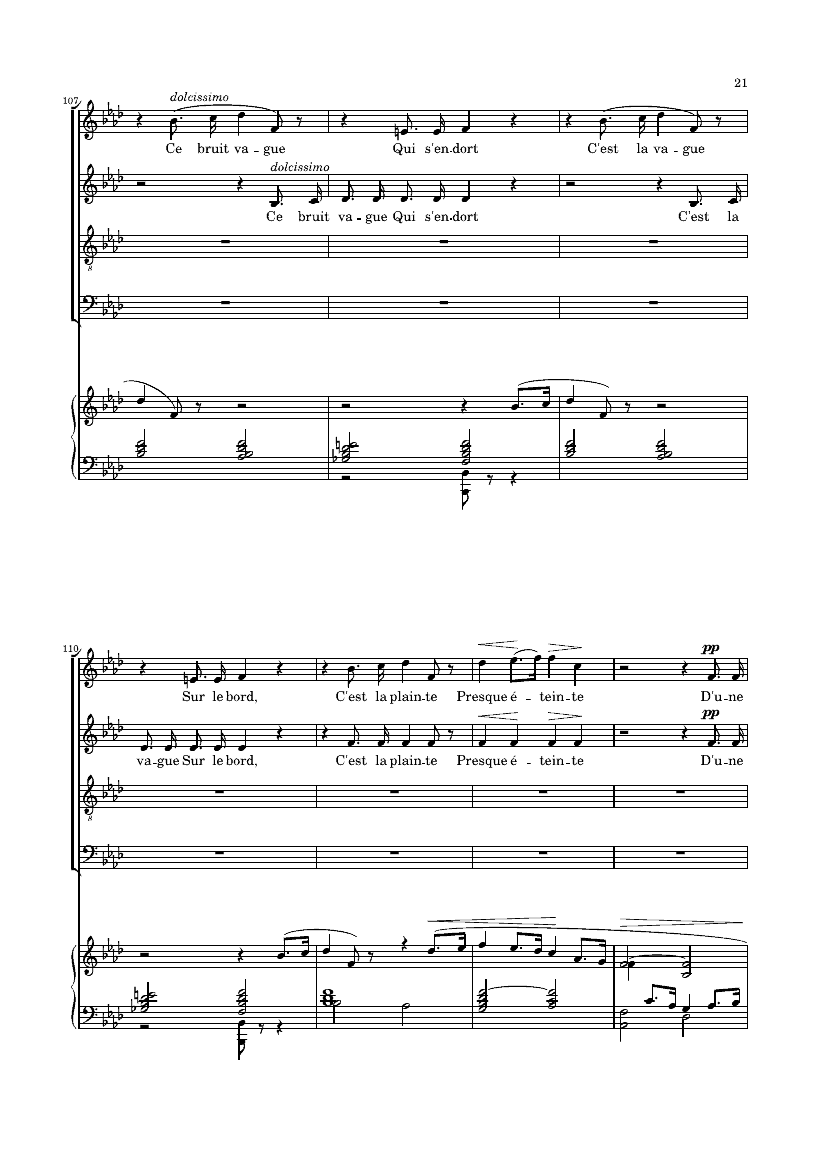 21
107
dolcissimo
Ce bruit va - gue Qui s'en-dort C'est la va - gue
dolcissimo
Ce bruit va - gue Qui s'en-dort C'est la
8
110
Sur le bord, C'est la plain-te Presque é - tein-te D'u-ne
pp
va-gue Sur le bord, C'est la plain-te Presque é - tein-te D'u-ne
pp
8